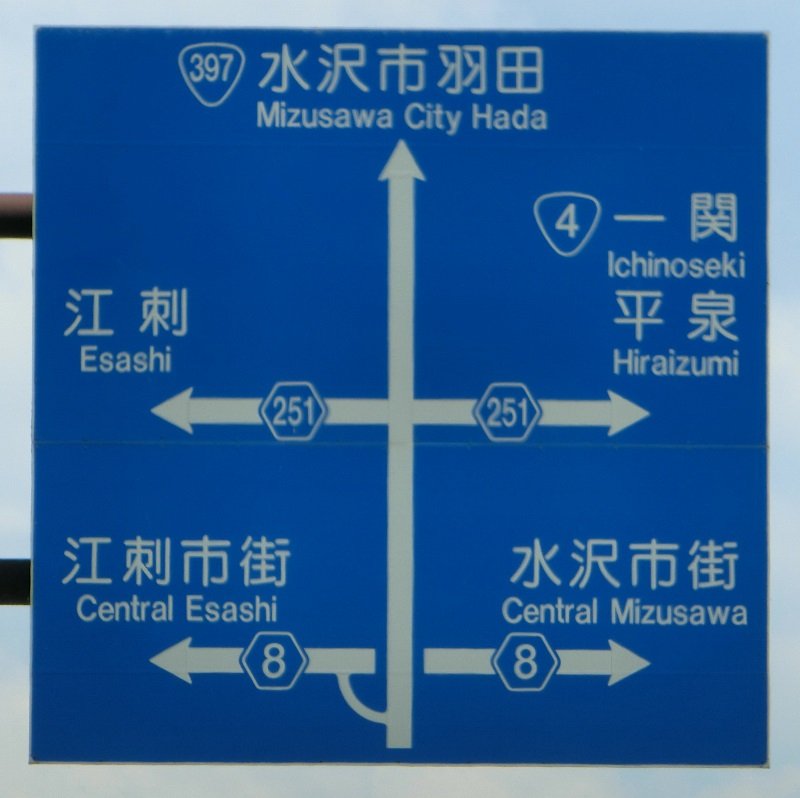 397 水沢市羽田
Mizusawa City Hada
4 一関
Ichinoseki
江刺
Esashi
平泉
Hiraizumi
251
251
江刺市街
Central Esashi
水沢市街
Central Mizusawa
8
8